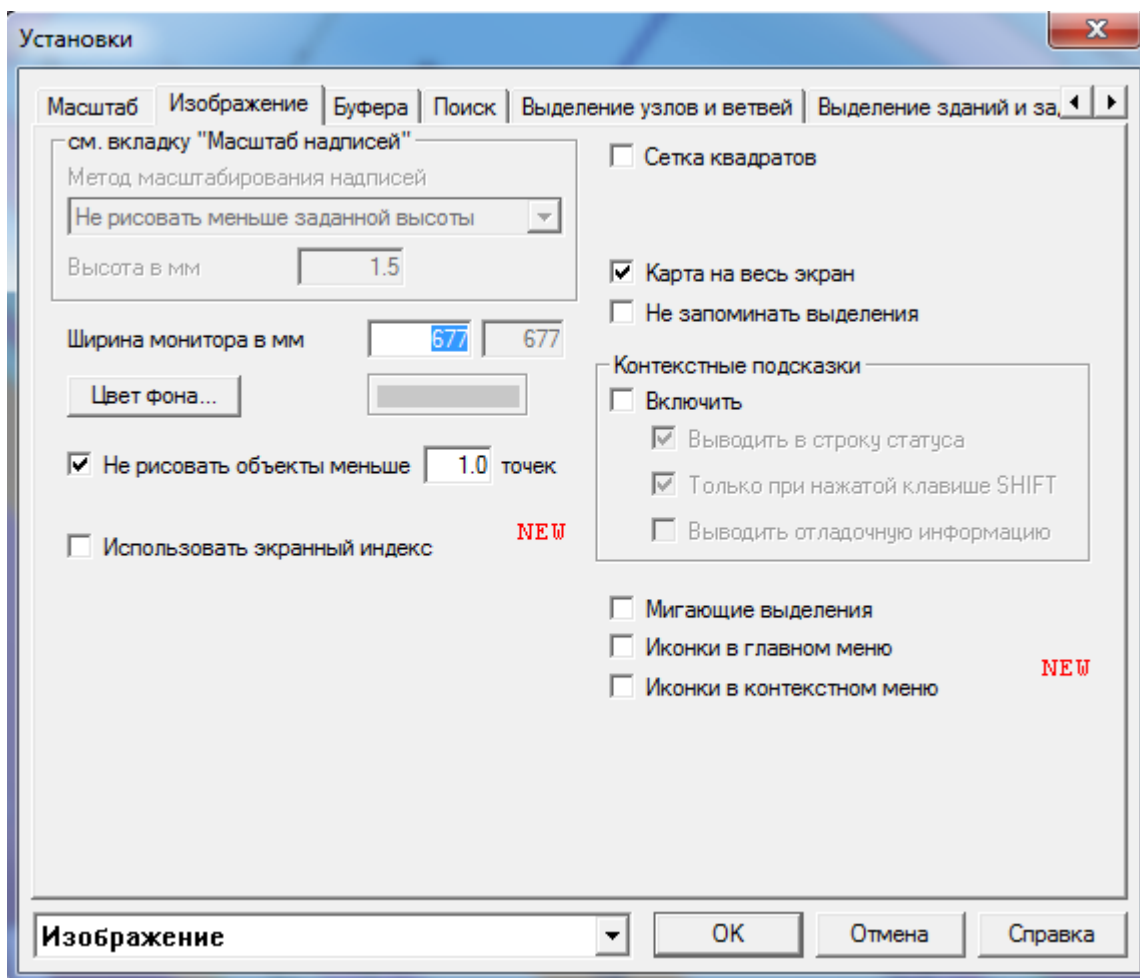 Установки
Масштаб Изображение Буфера Поиск Выделение узлов и ветвей Выделение зданий и за
см. вкладку "Масштаб надписей"
Метод масштабирования надписей
Не рисовать меньше заданной высоты
Высота в мм 1.5
Ширина монитора в мм 677 677
Цвет фона...
Не рисовать объекты меньше 1.0 точек
Использовать экранный индекс NEW
Сетка квадратов
Карта на весь экран
Не запоминать выделения
Контекстные подсказки
Включить
Выводить в строку статуса
Только при нажатой клавише SHIFT
Выводить отладочную информацию
Мигающие выделения
Иконки в главном меню
NEW
Иконки в контекстном меню
Изображение OK Отмена Справка